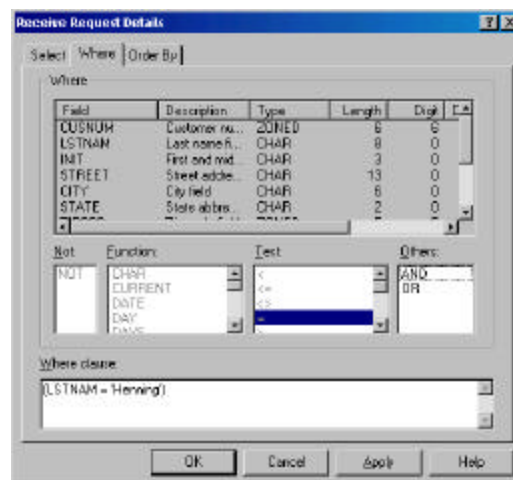 Receive Request Details
Select Where Order By
Where
Field Description Type Length Digit
CUSNUM Customer nu... ZONED 6 6
LSTNAM Last name fi... CHAR 8 0
INIT First and mid... CHAR 3 0
STREET Street addre... CHAR 13 0
CITY City field CHAR 6 0
STATE State abbre... CHAR 2 0
Not Function: Test Others:
NOT CHAR < AND
CURRENT <= OR
DATE <>
DAY =
DAYS
Where clause:
(LSTNAM = 'Henning')
OK Cancel Apply Help